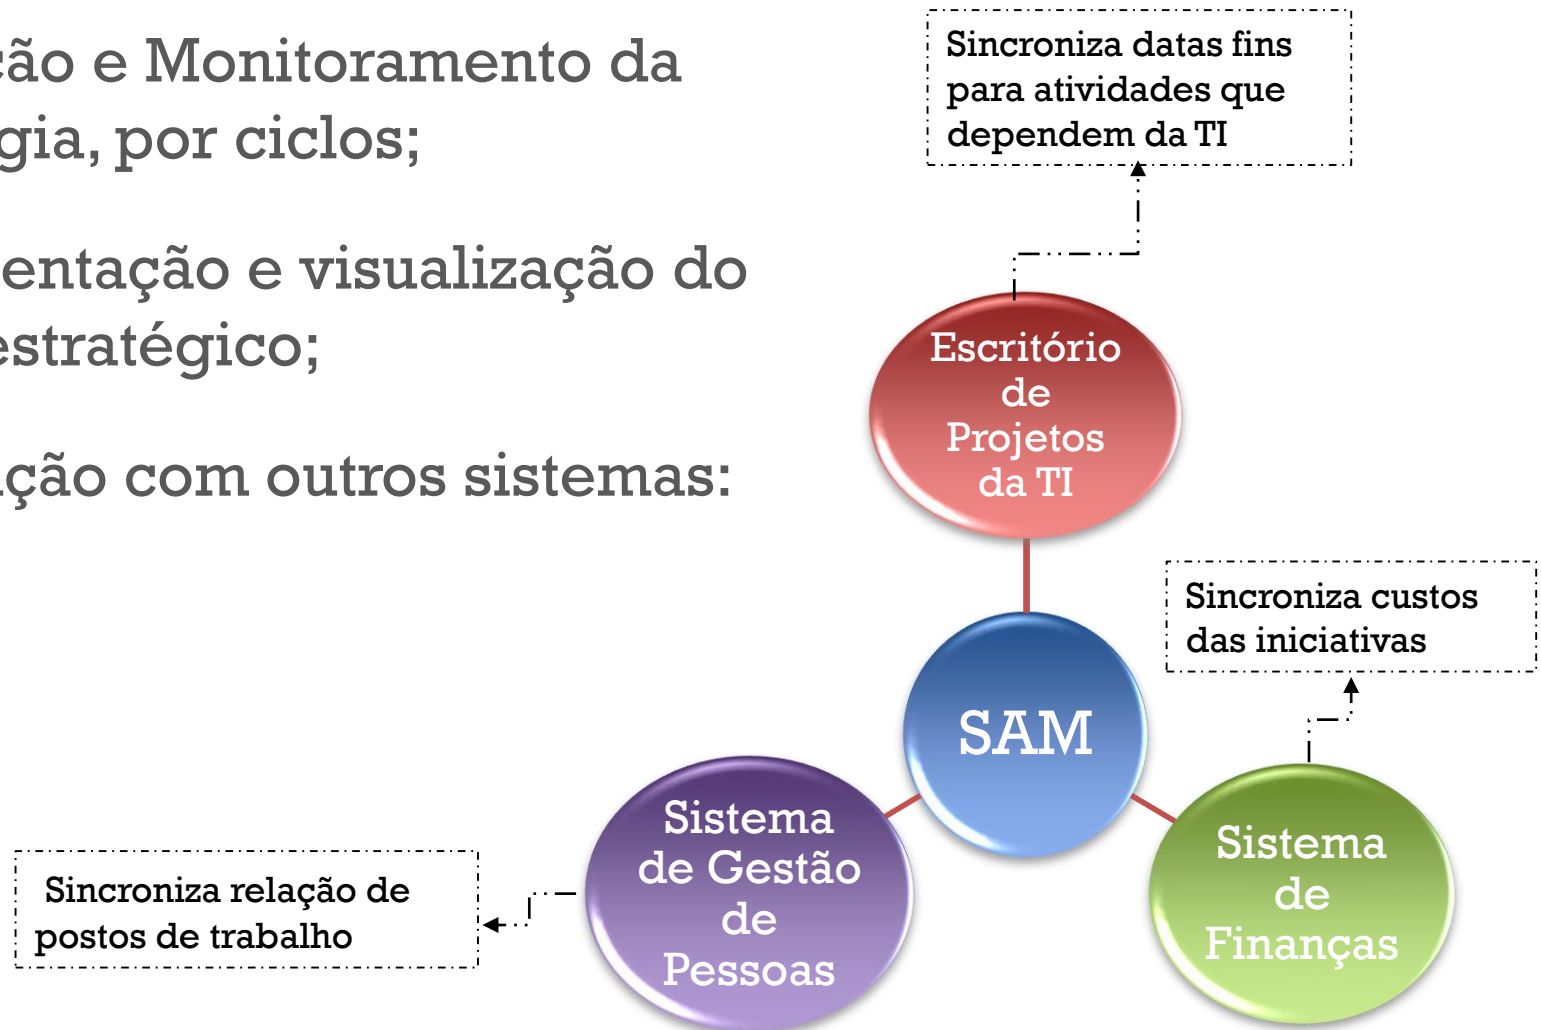 ção e Monitoramento da
gia, por ciclos;
entação e visualização do
estratégico;
ação com outros sistemas:
Sincroniza datas fins
para atividades que
dependem da TI
Escritório
de
Projetos
da TI
Sincroniza custos
das iniciativas
SAM
Sistema
de Gestão
de
Pessoas
Sistema
de
Finanças
Sincroniza relação de
postos de trabalho